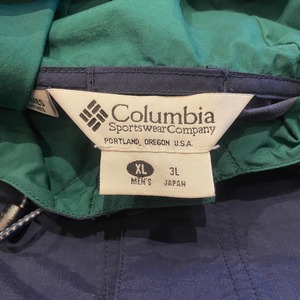 Columbia
Sportswear Company
PORTLAND, OREGON U.S.A.
XL 3L
MEN'S JAPAN